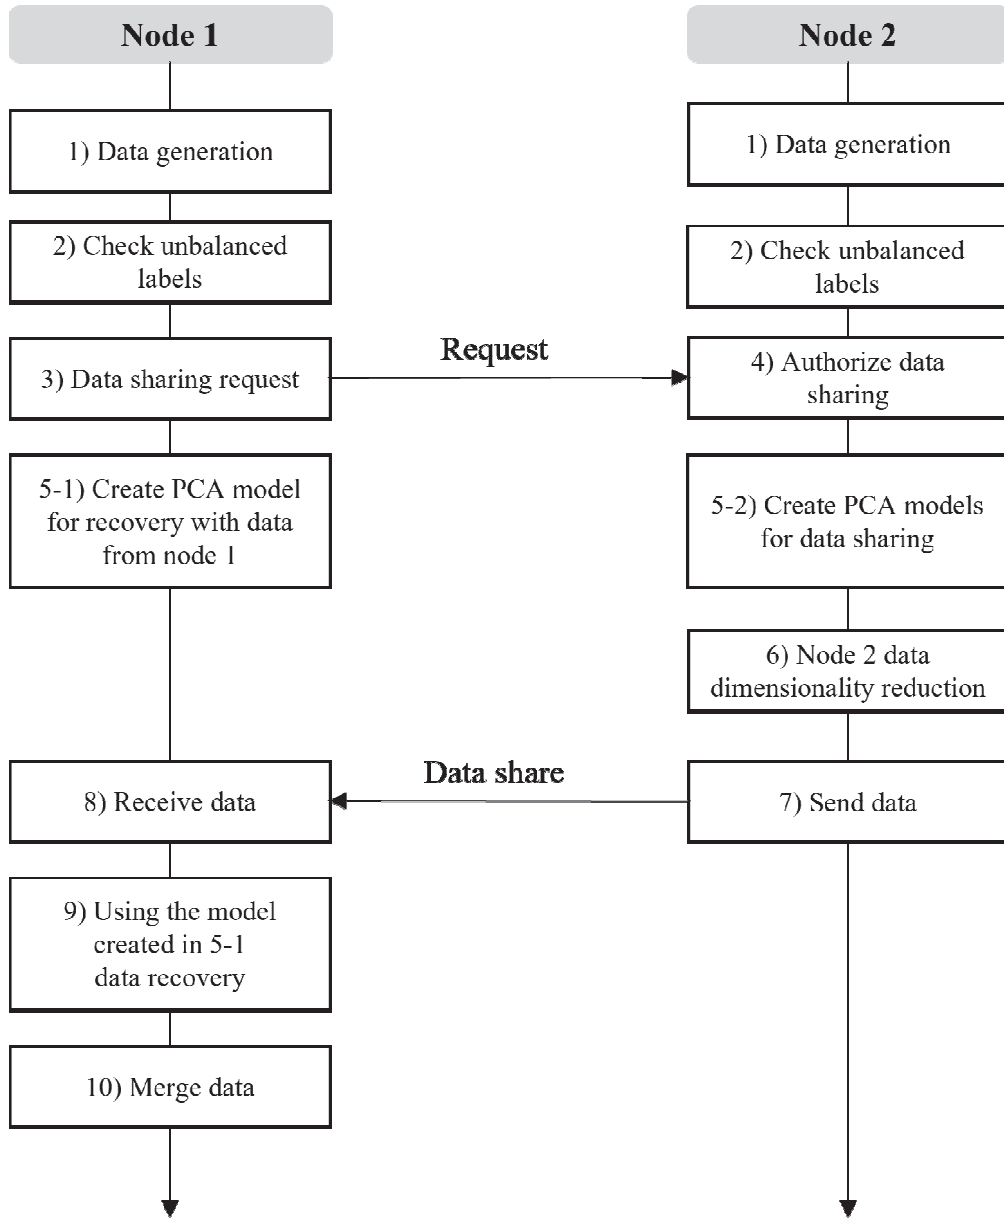 Node 1
Node 2
1) Data generation
1) Data generation
2) Check unbalanced
labels
2) Check unbalanced
labels
3) Data sharing request
Request
4) Authorize data
sharing
5-1) Create PCA model
for recovery with data
from node 1
5-2) Create PCA models
for data sharing
6) Node 2 data
dimensionality reduction
8) Receive data
Data share
7) Send data
9) Using the model
created in 5-1
data recovery
10) Merge data